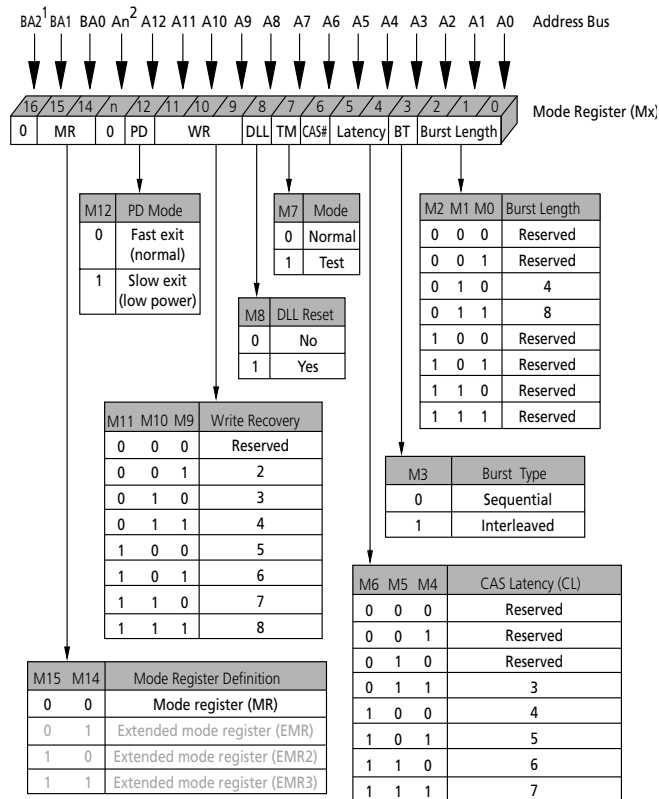 BA2¹ BA1 BA0 An² A12 A11 A10 A9 A8 A7 A6 A5 A4 A3 A2 A1 A0 Address Bus
16 15 14 n 12 11 10 9 8 7 6 5 4 3 2 1 0 Mode Register (Mx)
0 MR 0 PD WR DLL TM CAS# Latency BT Burst Length
M12 PD Mode
0 Fast exit
(normal)
1 Slow exit
(low power)
M7 Mode
0 Normal
1 Test
M2 M1 M0 Burst Length
0 0 0 Reserved
0 0 1 Reserved
0 1 0 4
0 1 1 8
1 0 0 Reserved
1 0 1 Reserved
1 1 0 Reserved
1 1 1 Reserved
M8 DLL Reset
0 No
1 Yes
M11 M10 M9 Write Recovery
0 0 0 Reserved
0 0 1 2
0 1 0 3
0 1 1 4
1 0 0 5
1 0 1 6
1 1 0 7
1 1 1 8
M3 Burst Type
0 Sequential
1 Interleaved
M6 M5 M4 CAS Latency (CL)
0 0 0 Reserved
0 0 1 Reserved
0 1 0 Reserved
0 1 1 3
1 0 0 4
1 0 1 5
1 1 0 6
1 1 1 7
M15 M14 Mode Register Definition
0 0 Mode register (MR)
0 1 Extended mode register (EMR)
1 0 Extended mode register (EMR2)
1 1 Extended mode register (EMR3)